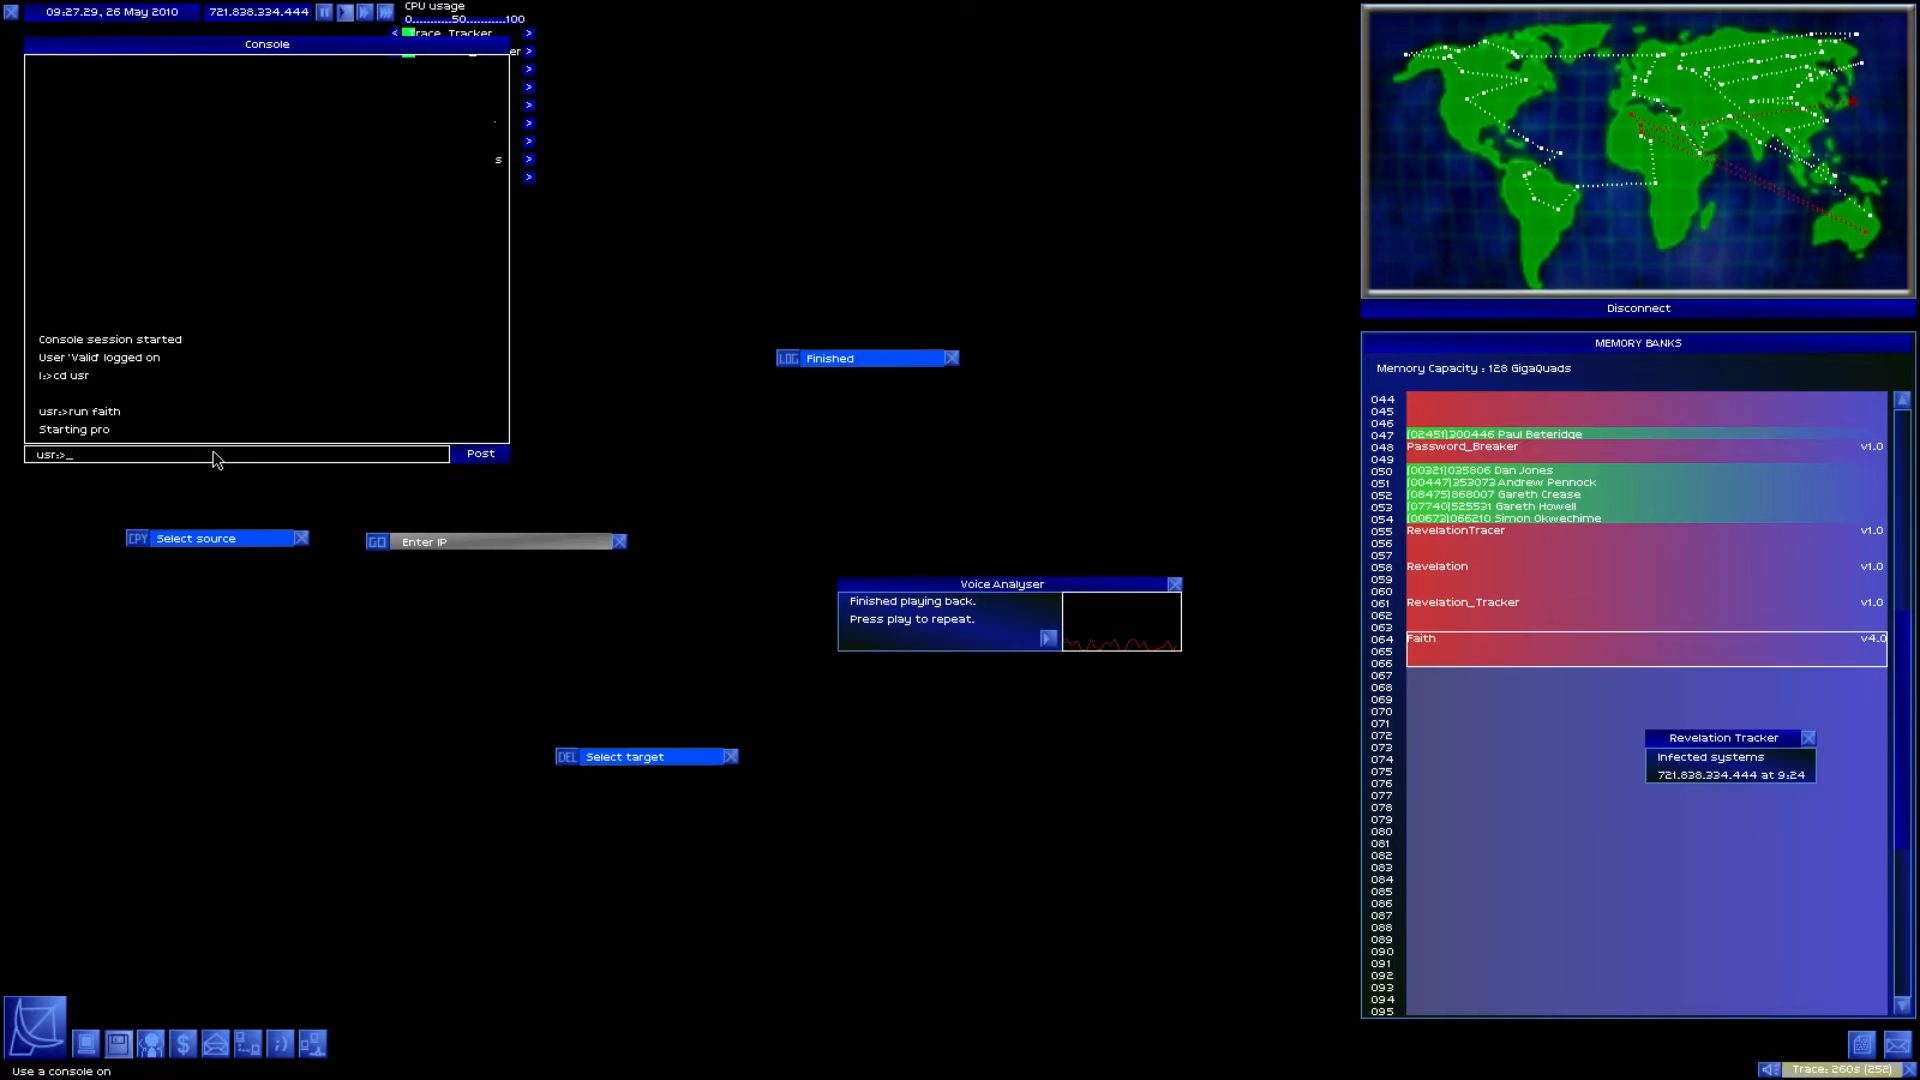 09:27.29, 26 May 2010
721.838.334.444
CPU usage
0............50...........100
Trace_Tracker
er
Console
s
Console session started
User 'Valid' logged on
I:>cd usr
usr:>run faith
Starting pro
usr:>_
Post
LOG Finished
CPY Select source
GO Enter IP
Voice Analyser
Finished playing back.
Press play to repeat.
DEL Select target
Disconnect
MEMORY BANKS
Memory Capacity : 128 GigaQuads
044
045
046
047 [02451]300446 Paul Beteridge
048 Password_Breaker v1.0
049
050 [00321]035806 Dan Jones
051 [00447]353073 Andrew Pennock
052 [08475]868007 Gareth Crease
053 [07740]525531 Gareth Howell
054 [00673]066210 Simon Okwechime
055 RevelationTracer v1.0
056
057
058 Revelation v1.0
059
060
061 Revelation_Tracker v1.0
062
063
064 Faith v4.0
065
066
067
068
069
070
071
072
073
074
075
076
077
078
079
080
081
082
083
084
085
086
087
088
089
090
091
092
093
094
095
Revelation Tracker
Infected systems
721.838.334.444 at 9:24
Use a console on
Trace: 260s (252)